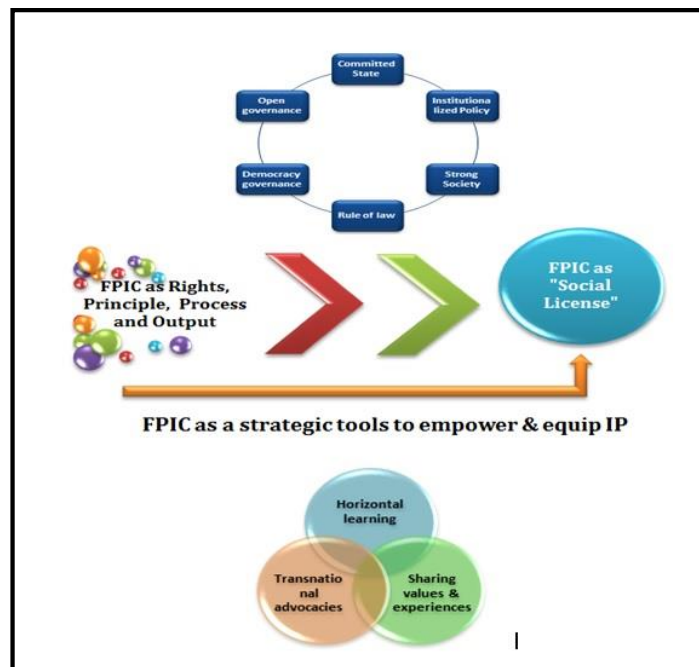 Committed
State
Open
governance
Institutiona
lized Policy
Democracy
governance
Strong
Society
Rule of law
FPIC as Rights,
Principle, Process
and Output
FPIC as
"Social
License"
FPIC as a strategic tools to empower & equip IP
Horizontal
learning
Transnatio
nal
advocacies
Sharing
values &
experiences